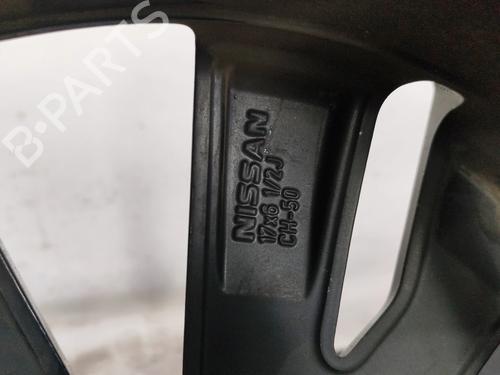 B-PARTS
NISSAN
17x6 1/2J
CH-50